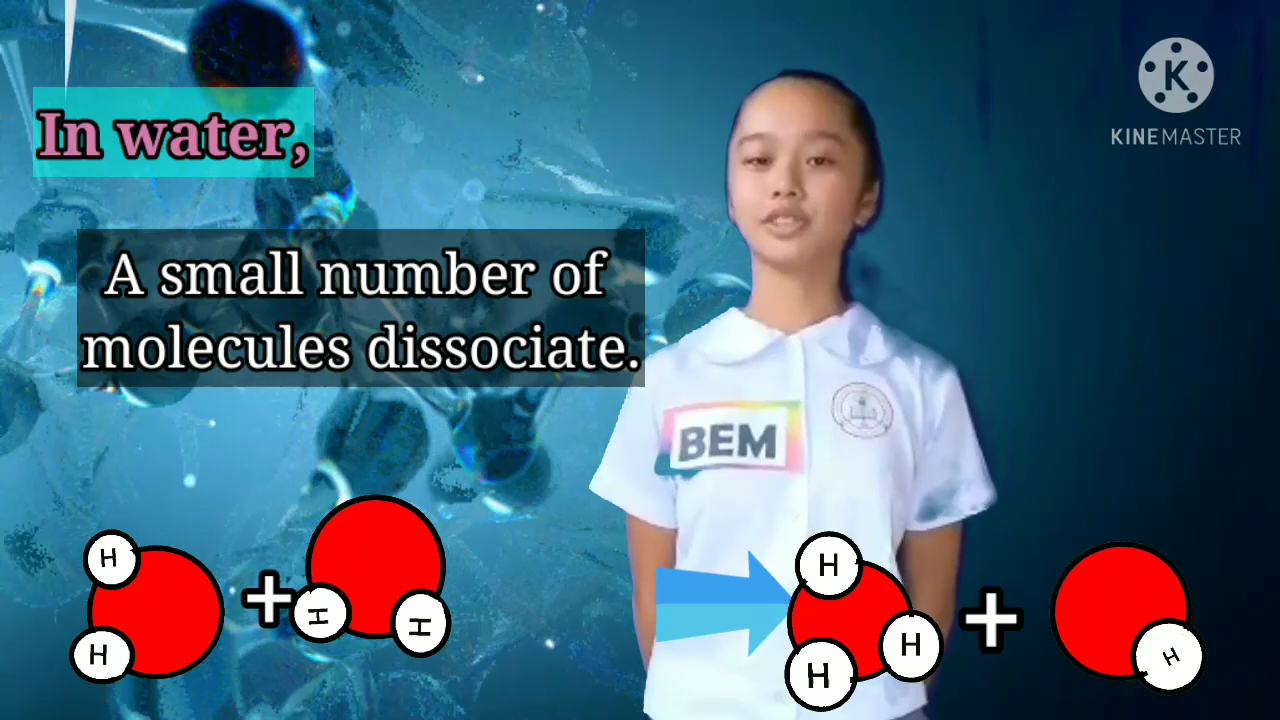 In water,
K
KINEMASTER
A small number of
molecules dissociate.
BEM
H
H
+
H
H
H
H
H
+
H